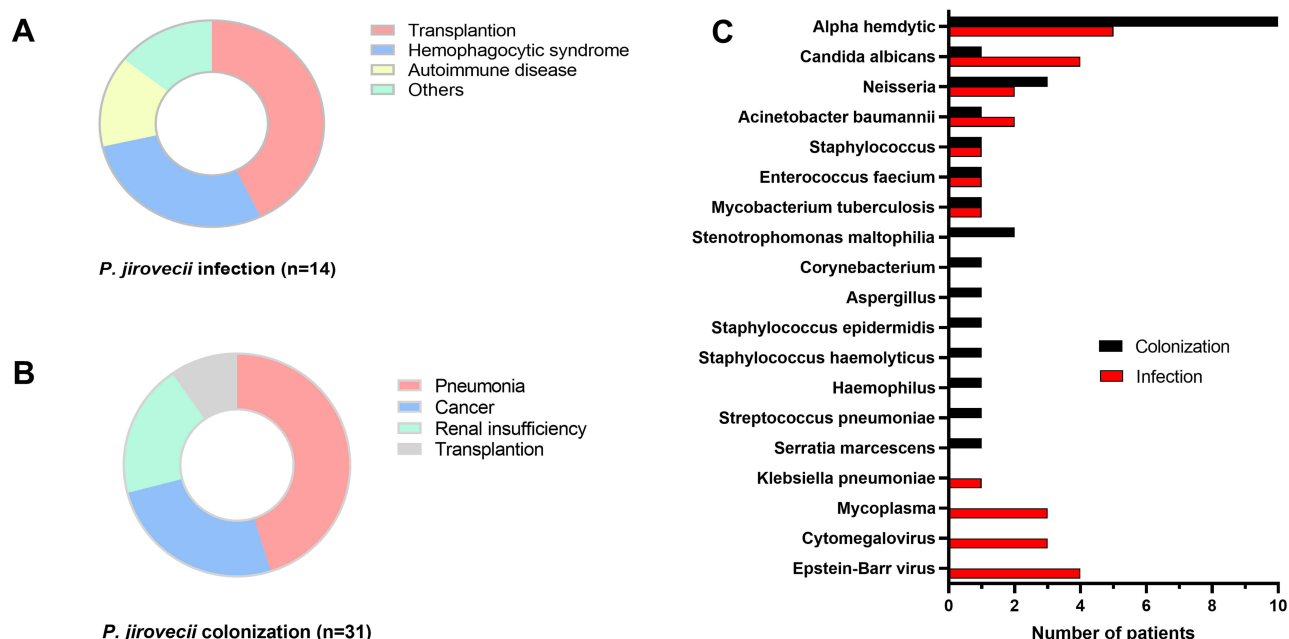 A
Transplantion
Hemophagocytic syndrome
Autoimmune disease
Others
P. jirovecii infection (n=14)
B
Pneumonia
Cancer
Renal insufficiency
Transplantion
P. jirovecii colonization (n=31)
C
Alpha hemdytic
Candida albicans
Neisseria
Acinetobacter baumannii
Staphylococcus
Enterococcus faecium
Mycobacterium tuberculosis
Stenotrophomonas maltophilia
Corynebacterium
Aspergillus
Staphylococcus epidermidis
Staphylococcus haemolyticus
Haemophilus
Streptococcus pneumoniae
Serratia marcescens
Klebsiella pneumoniae
Mycoplasma
Cytomegalovirus
Epstein-Barr virus
Colonization
Infection
0 2 4 6 8 10
Number of patients